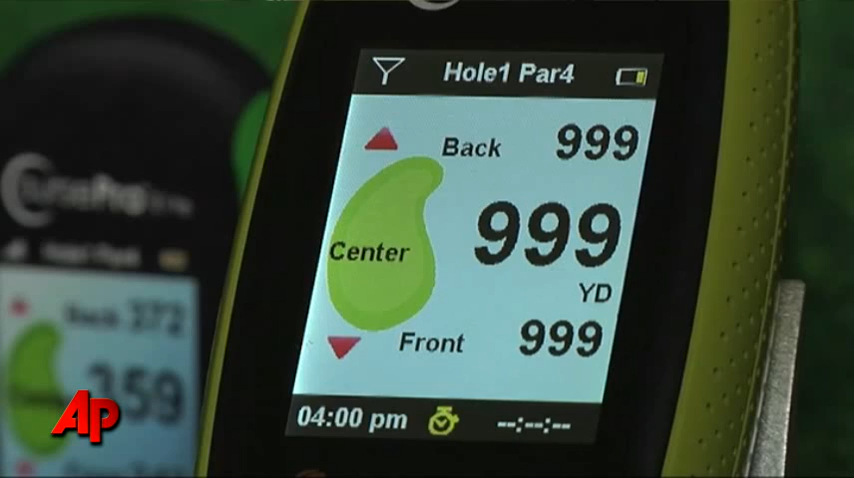 Hole1 Par4
Back 999
Center 999
YD
Front 999
04:00 pm --:--:--
Back 372
359
AP